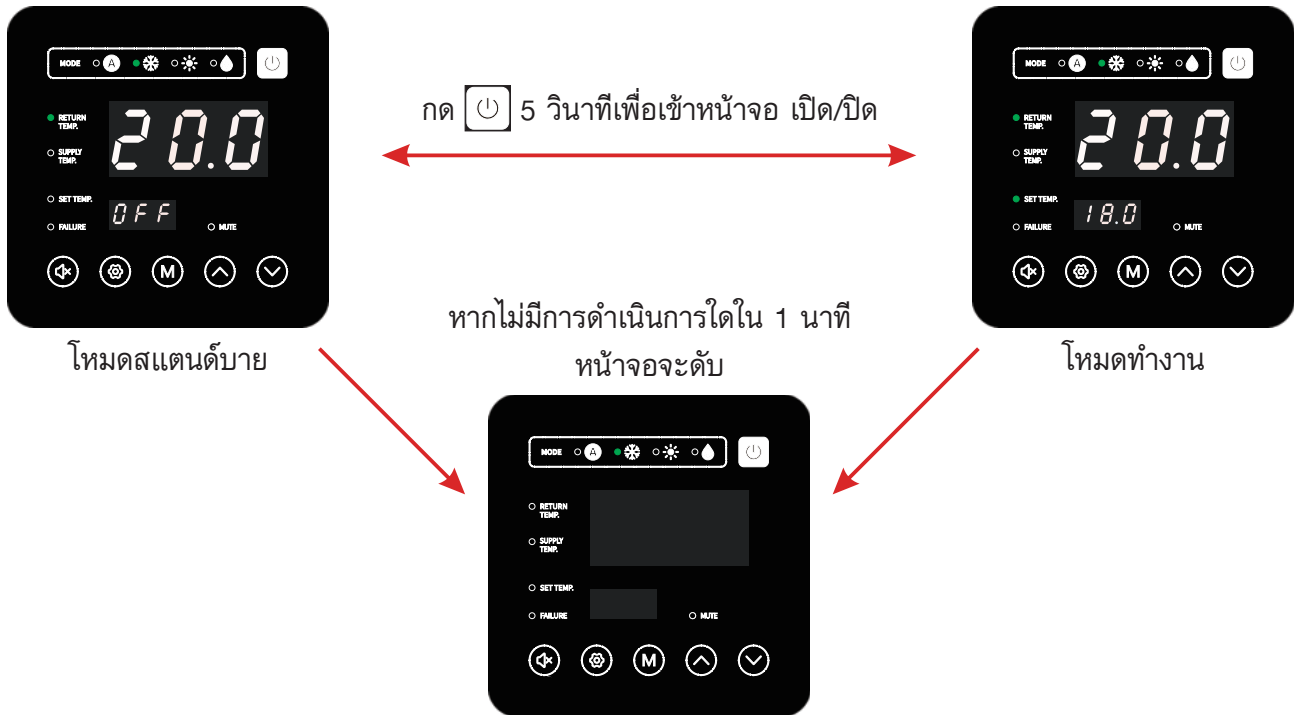 MODE A
RETURN
TEMP.
20.0
SUPPLY
TEMP.
SET TEMP.
OFF
FAILURE
MUTE
M
โหมดสแตนด์บาย
กด 5 วินาทีเพื่อเข้าหน้าจอ เปิด/ปิด
MODE A
RETURN
TEMP.
20.0
SUPPLY
TEMP.
SET TEMP.
18.0
FAILURE
MUTE
M
โหมดทำงาน
หากไม่มีการดำเนินการใดใน 1 นาที
หน้าจอจะดับ
MODE A
RETURN
TEMP.
SUPPLY
TEMP.
SET TEMP.
FAILURE
MUTE
M